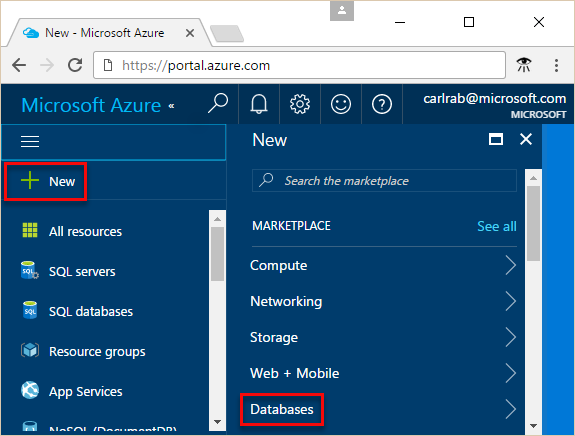 New - Microsoft Azure
https://portal.azure.com
Microsoft Azure «
carlrab@microsoft.com
MICROSOFT
New
All resources
SQL servers
SQL databases
Resource groups
App Services
NoSQL (DocumentDB)
New
Search the marketplace
MARKETPLACE See all
Compute
Networking
Storage
Web + Mobile
Databases